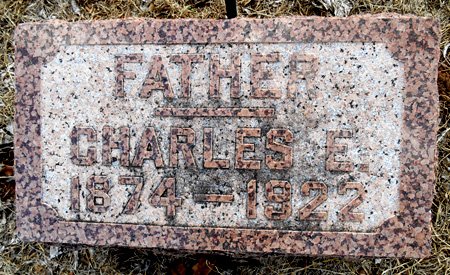 FATHER
CHARLES E.
1874-1922